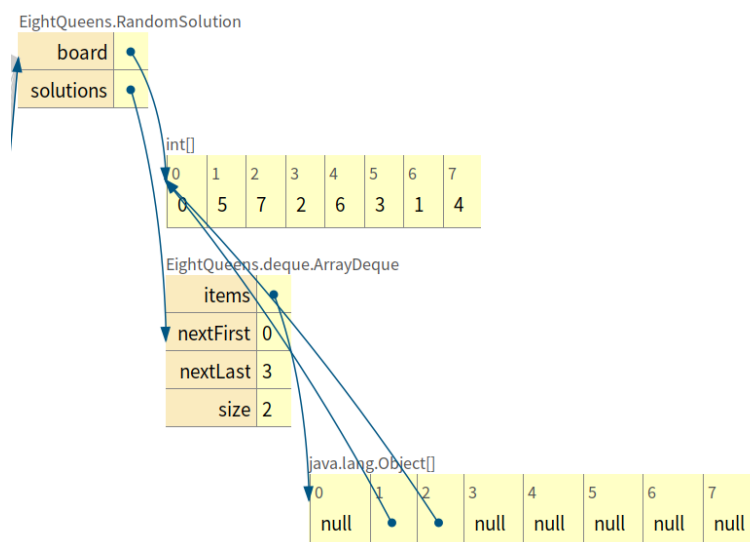 EightQueens.RandomSolution
board
solutions
int[]
0 1 2 3 4 5 6 7
0 5 7 2 6 3 1 4
EightQueens.deque.ArrayDeque
items
nextFirst 0
nextLast 3
size 2
java.lang.Object[]
0 1 2 3 4 5 6 7
null null null null null null